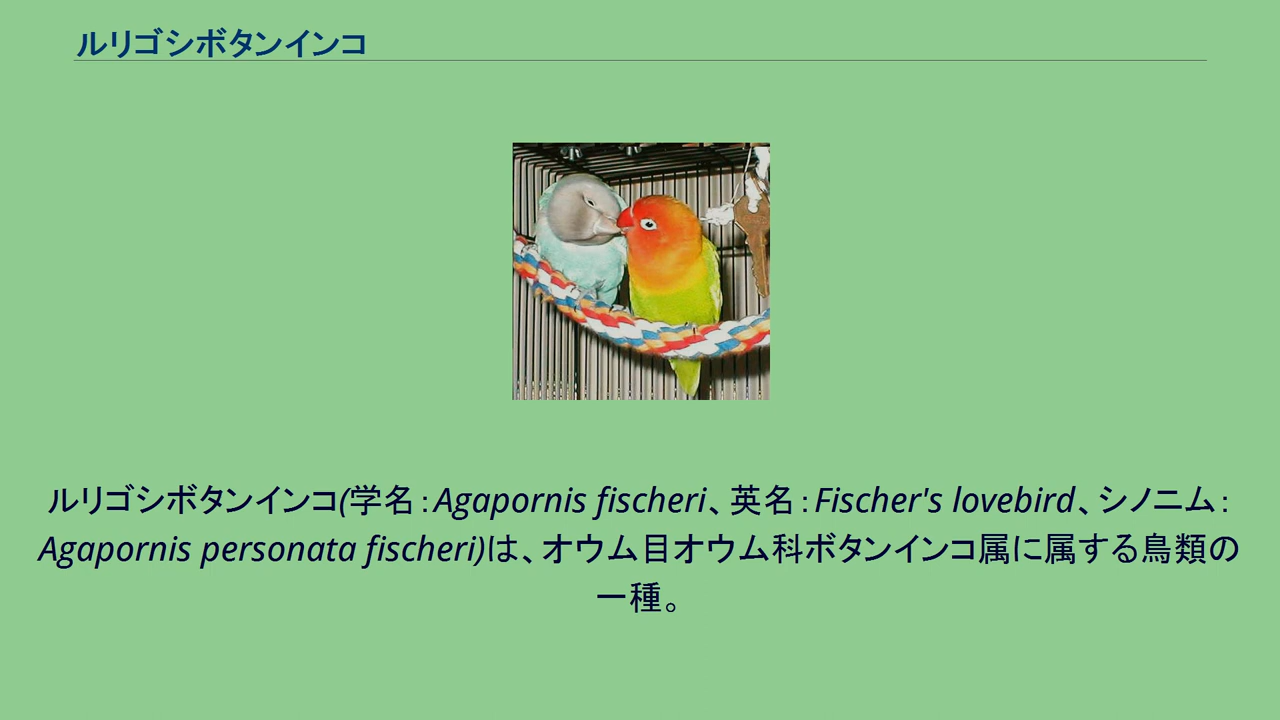 ルリゴシボタンインコ
ルリゴシボタンインコ(学名：Agapornis fischeri、英名：Fischer's lovebird、シノニム：
Agapornis personata fischeri)は、オウム目オウム科ボタンインコ属に属する鳥類の
一種。